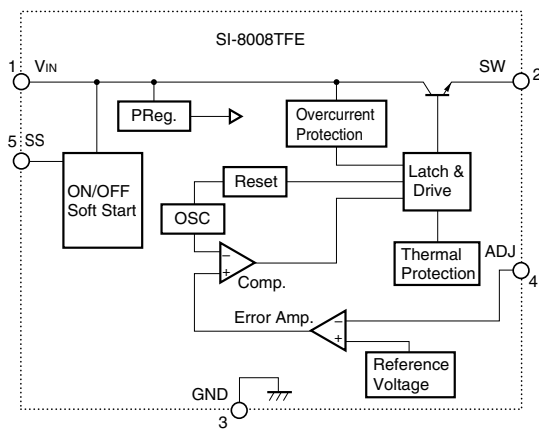 SI-8008TFE
1 VIN
SW 2
PReg.
Overcurrent
Protection
5 SS
ON/OFF
Soft Start
Reset
Latch &
Drive
OSC
−
+
Comp.
Thermal
Protection
ADJ
4
Error Amp.
−
+
Reference
Voltage
GND
3